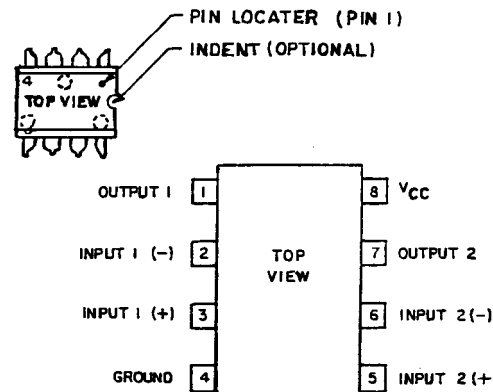 PIN LOCATER (PIN 1)
INDENT (OPTIONAL)
4
TOP VIEW
OUTPUT 1 1 8 VCC
INPUT 1 (-) 2 TOP 7 OUTPUT 2
VIEW
INPUT 1 (+) 3 6 INPUT 2 (-)
GROUND 4 5 INPUT 2 (+